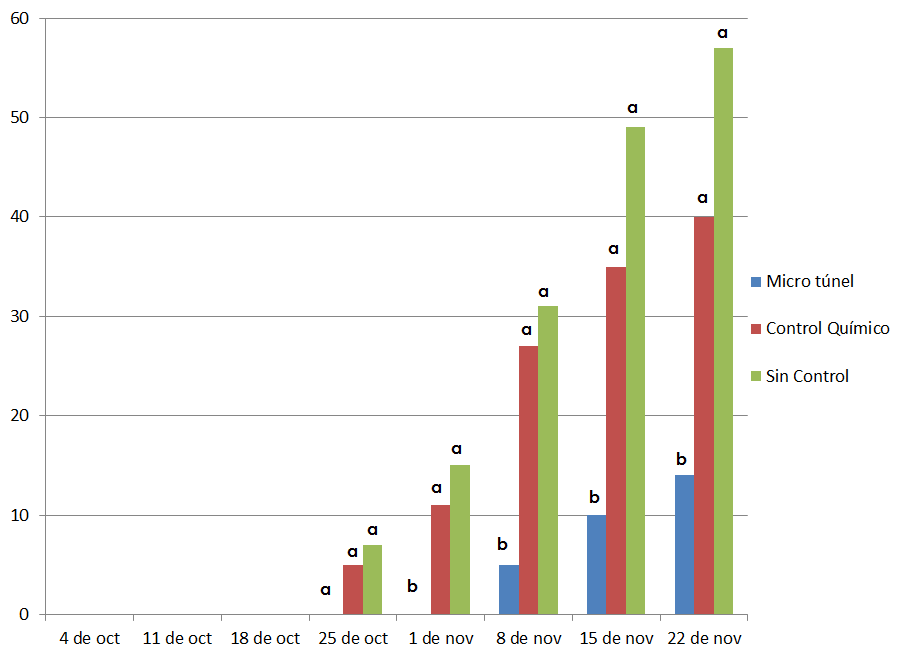 60
50
40
30
20
10
0
a
a
a
a
b
a
a
b
a
a
b
a
a
b
a
a
4 de oct
11 de oct
18 de oct
25 de oct
1 de nov
8 de nov
15 de nov
22 de nov
Micro túnel
Control Químico
Sin Control